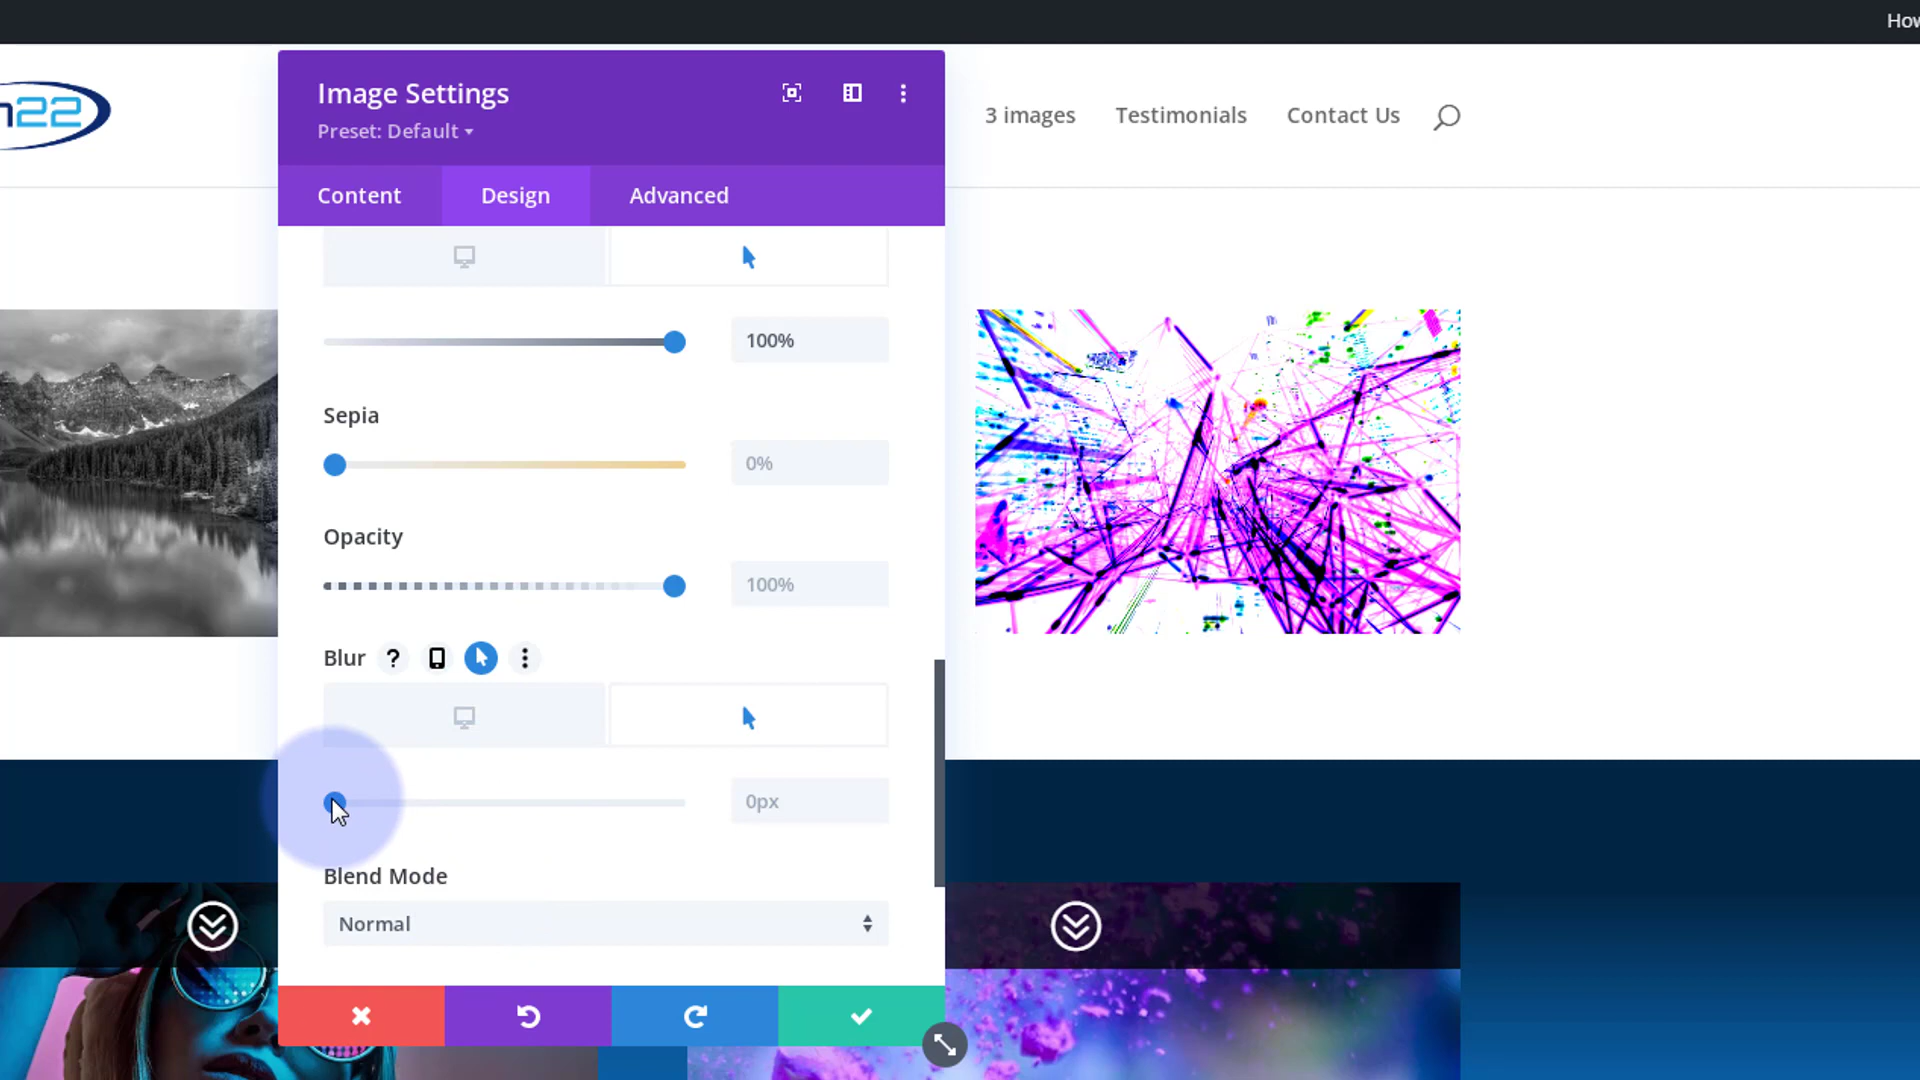 How
22
Image Settings
Preset: Default
3 images
Testimonials
Contact Us
Content
Design
Advanced
100%
Sepia
0%
Opacity
100%
Blur
?
0px
Blend Mode
Normal